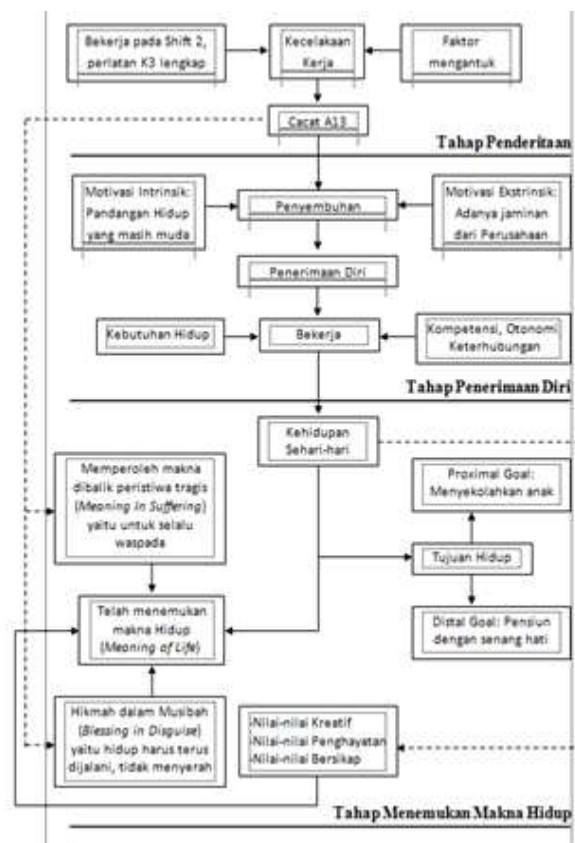 Bekerja pada Shift 2,
perlatan K3 lengkap
Kecelakaan
Kerja
Faktor
mengantuk
Cacat A13
Tahap Penderitaan
Motivasi Intrinsik:
Pandangan Hidup
yang masih muda
Penyembuhan
Motivasi Ekstrinsik:
Adanya jaminan
dari Perusahaan
Penerimaan Diri
Kebutuhan Hidup
Bekerja
Kompetensi, Otonomi
Keterhubungan
Tahap Penerimaan Diri
Kehidupan
Sehari-hari
Memperoleh makna
dibalik peristiwa tragis
(Meaning in Suffering)
yaitu untuk selalu
waspada
Proximal Goal:
Menyekolahkan anak
Tujuan Hidup
Distal Goal: Pensiun
dengan senang hati
Telah menemukan
makna Hidup
(Meaning of Life)
Hikmah dalam Musibah
(Blessing in Dispuise)
yaitu hidup harus terus
dijalani, tidak menyerah
-Nilai-nilai Kreatif
-Nilai-nilai Penghayatan
-Nilai-nilai Bersikap
Tahap Menemukan Makna Hidup